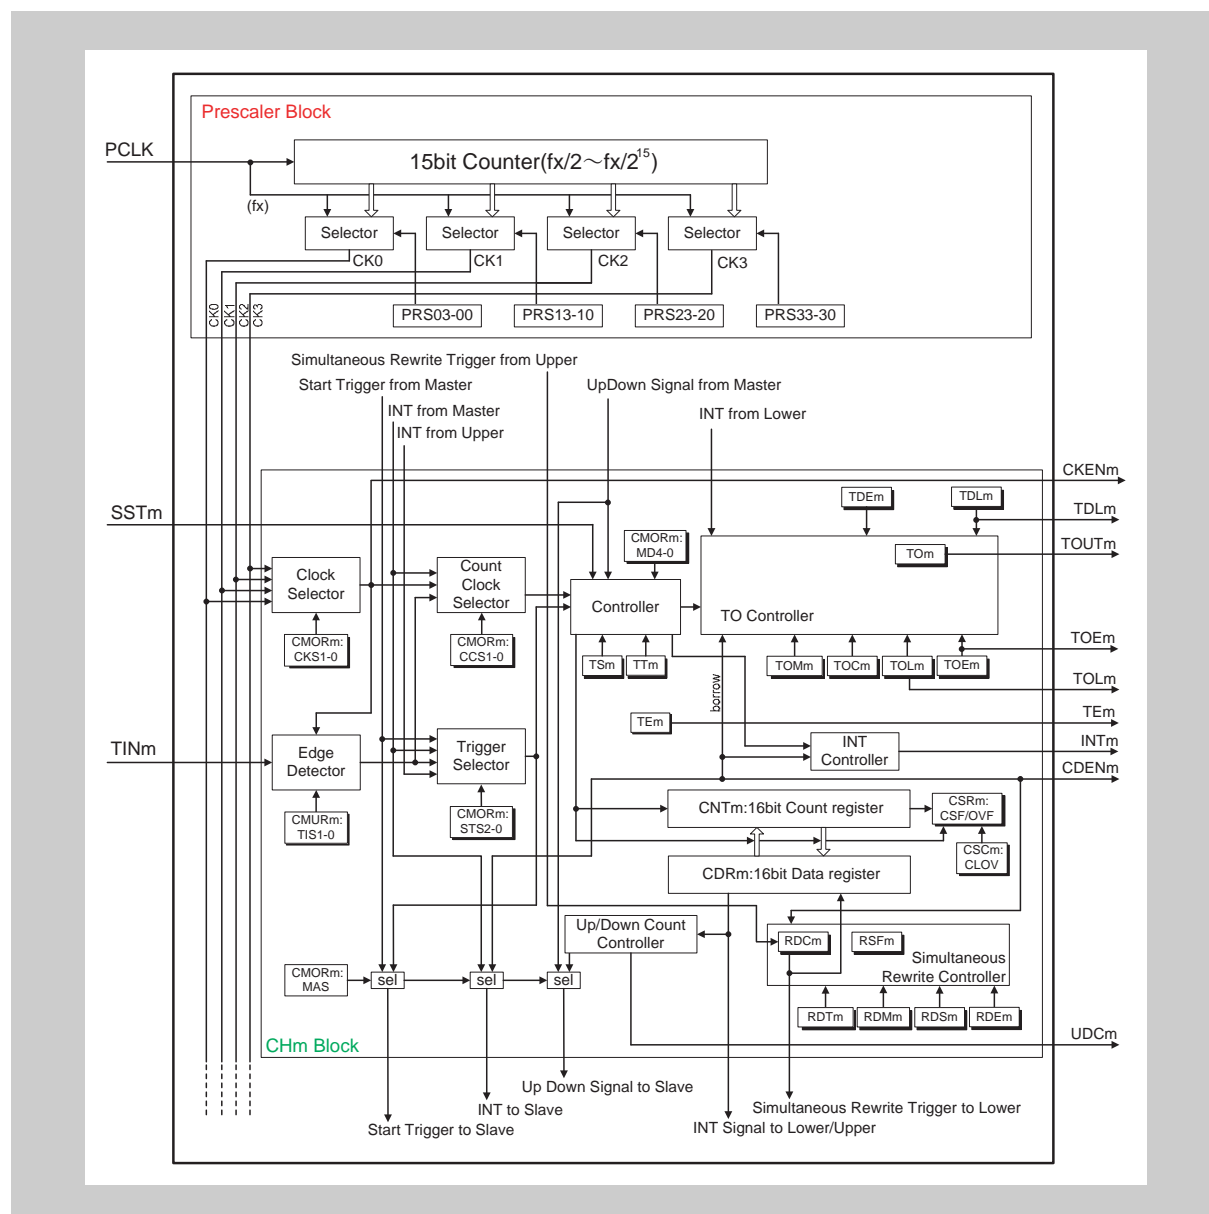 Prescaler Block
PCLK
15bit Counter(fx/2～fx/2^15)
(fx)
Selector
Selector
Selector
Selector
CK0
CK1
CK2
CK3
CK0
CK1
CK2
CK3
PRS03-00
PRS13-10
PRS23-20
PRS33-30
Simultaneous Rewrite Trigger from Upper
Start Trigger from Master
UpDown Signal from Master
INT from Master
INT from Lower
INT from Upper
CKENm
TDEm
TDLm
SSTm
TDLm
CMORm:
MD4-0
TOm
TOUTm
Clock
Selector
Count
Clock
Selector
Controller
TO Controller
CMORm:
CKS1-0
CMORm:
CCS1-0
TSm
TTm
TOMm
TOCm
TOLm
TOEm
TOEm
TOLm
borrow
TEm
TEm
TINm
Edge
Detector
Trigger
Selector
INT
Controller
INTm
CDENm
CMURm:
TIS1-0
CMORm:
STS2-0
CNTm:16bit Count register
CSRm:
CSF/OVF
CSCm:
CLOV
CDRm:16bit Data register
Up/Down Count
Controller
RDCm
RSFm
Simultaneous
Rewrite Controller
CMORm:
MAS
sel
sel
sel
RDTm
RDMm
RDSm
RDEm
UDCm
CHm Block
Up Down Signal to Slave
INT to Slave
Simultaneous Rewrite Trigger to Lower
Start Trigger to Slave
INT Signal to Lower/Upper